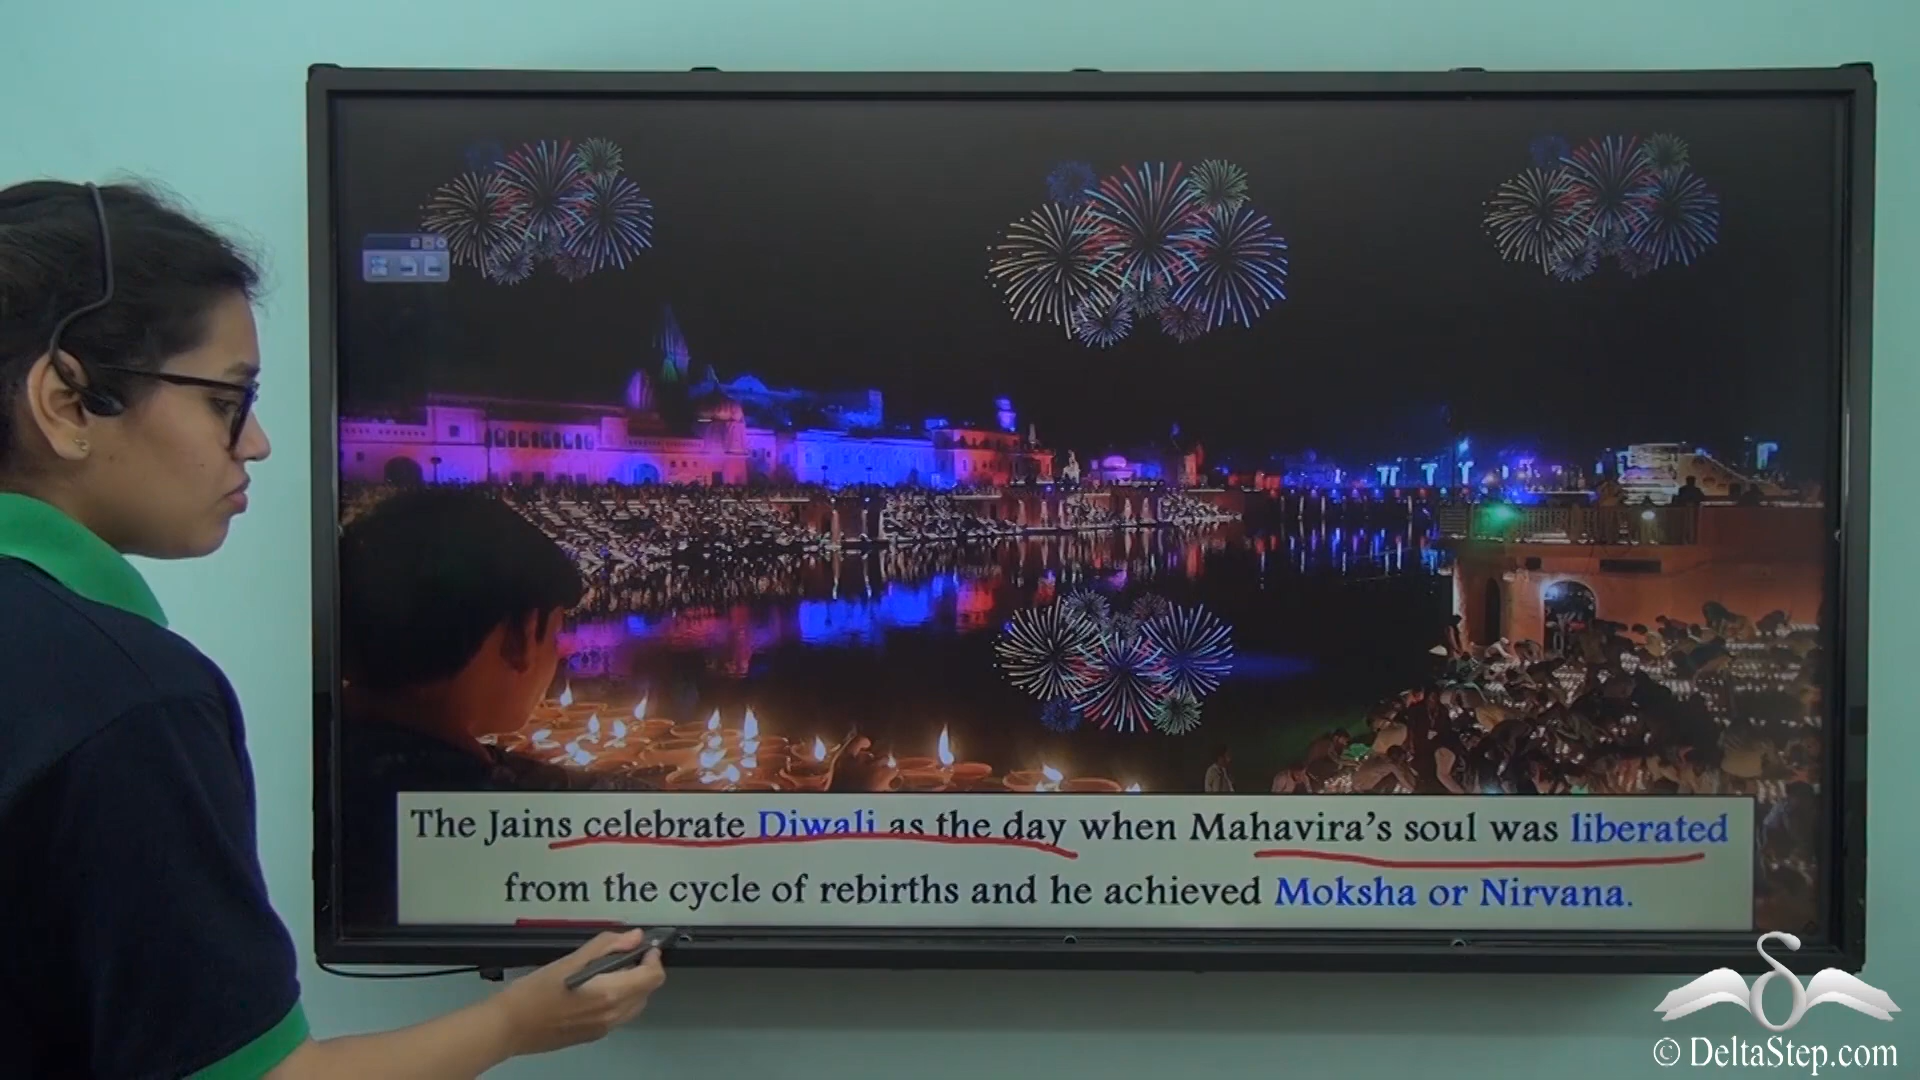 The Jains celebrate Diwali as the day when Mahavira's soul was liberated
from the cycle of rebirths and he achieved Moksha or Nirvana.
© DeltaStep.com